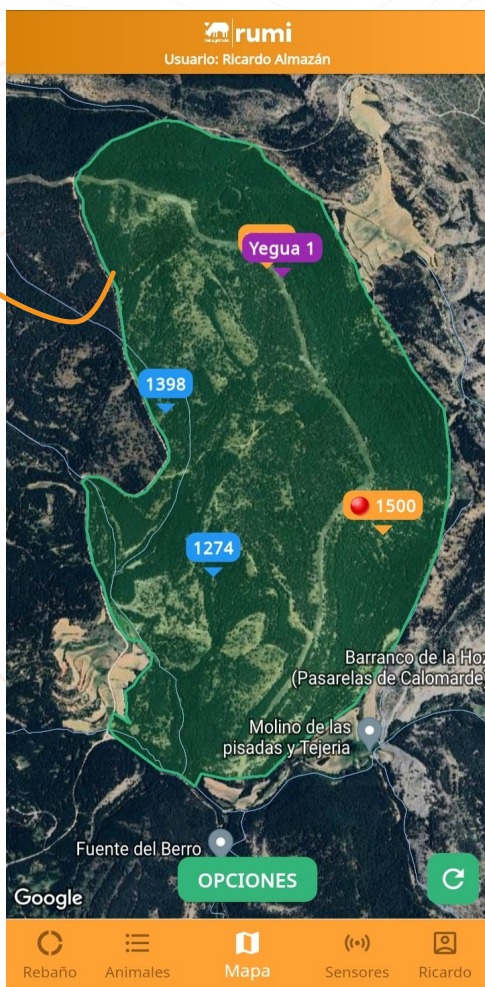 rumi
Usuario: Ricardo Almazán
Yegua 1
1398
1500
1274
Barranco de la Hoz
(Pasarelas de Calomarde
Molino de las
pisadas y Tejeria
Fuente del Berro
OPCIONES
Google
Rebaño
Animales
Mapa
Sensores
Ricardo